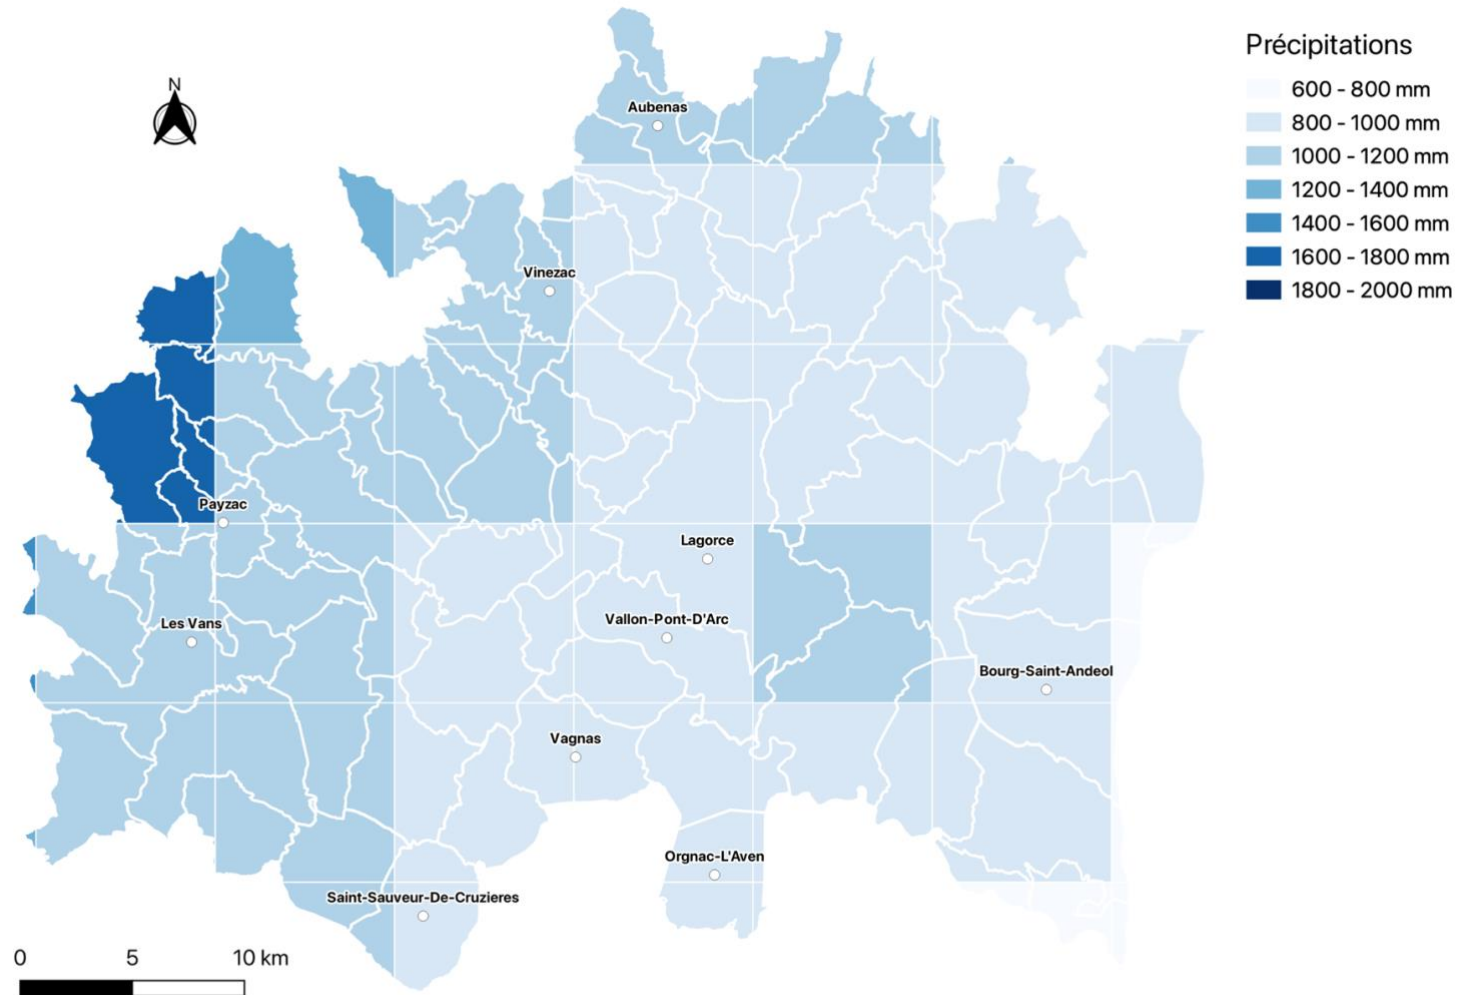 Précipitations
600 - 800 mm
800 - 1000 mm
1000 - 1200 mm
1200 - 1400 mm
1400 - 1600 mm
1600 - 1800 mm
1800 - 2000 mm
N
Aubenas
Vinezac
Payzac
Lagorce
Les Vans
Vallon-Pont-D'Arc
Bourg-Saint-Andeol
Vagnas
Orgnac-L'Aven
Saint-Sauveur-De-Cruzieres
0 5 10 km